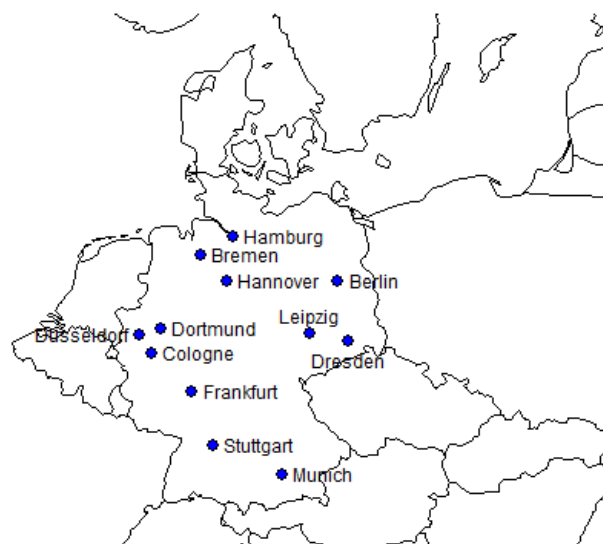 Hamburg
Bremen
Hannover
Berlin
Leipzig
Dortmund
Düsseldorf
Cologne
Dresden
Frankfurt
Stuttgart
Munich